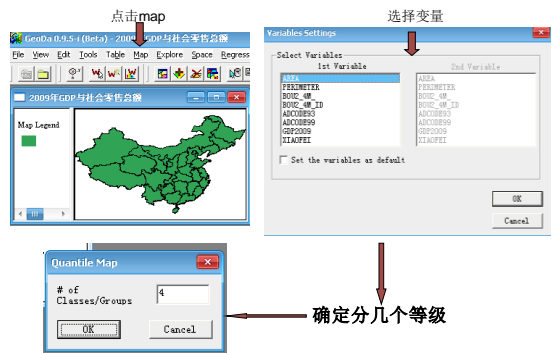 点击map
选择变量
GeoDa 0.9.5-i (Beta) - 2009年GDP与社会零售总额
File View Edit Tools Table Map Explore Space Regress
2009年GDP与社会零售总额
Map Legend
Variables Settings
Select Variables
1st Variable
2nd Variable
AREA
PERIMETER
BOU2_4M_
BOU2_4M_ID
ADCODE93
ADCODE99
GDP2009
XIAOFEI
AREA
PERIMETER
BOU2_4M_
BOU2_4M_ID
ADCODE93
ADCODE99
GDP2009
XIAOFEI
Set the variables as default
OK
Cancel
Quantile Map
# of
Classes/Groups
4
OK
Cancel
确定分几个等级